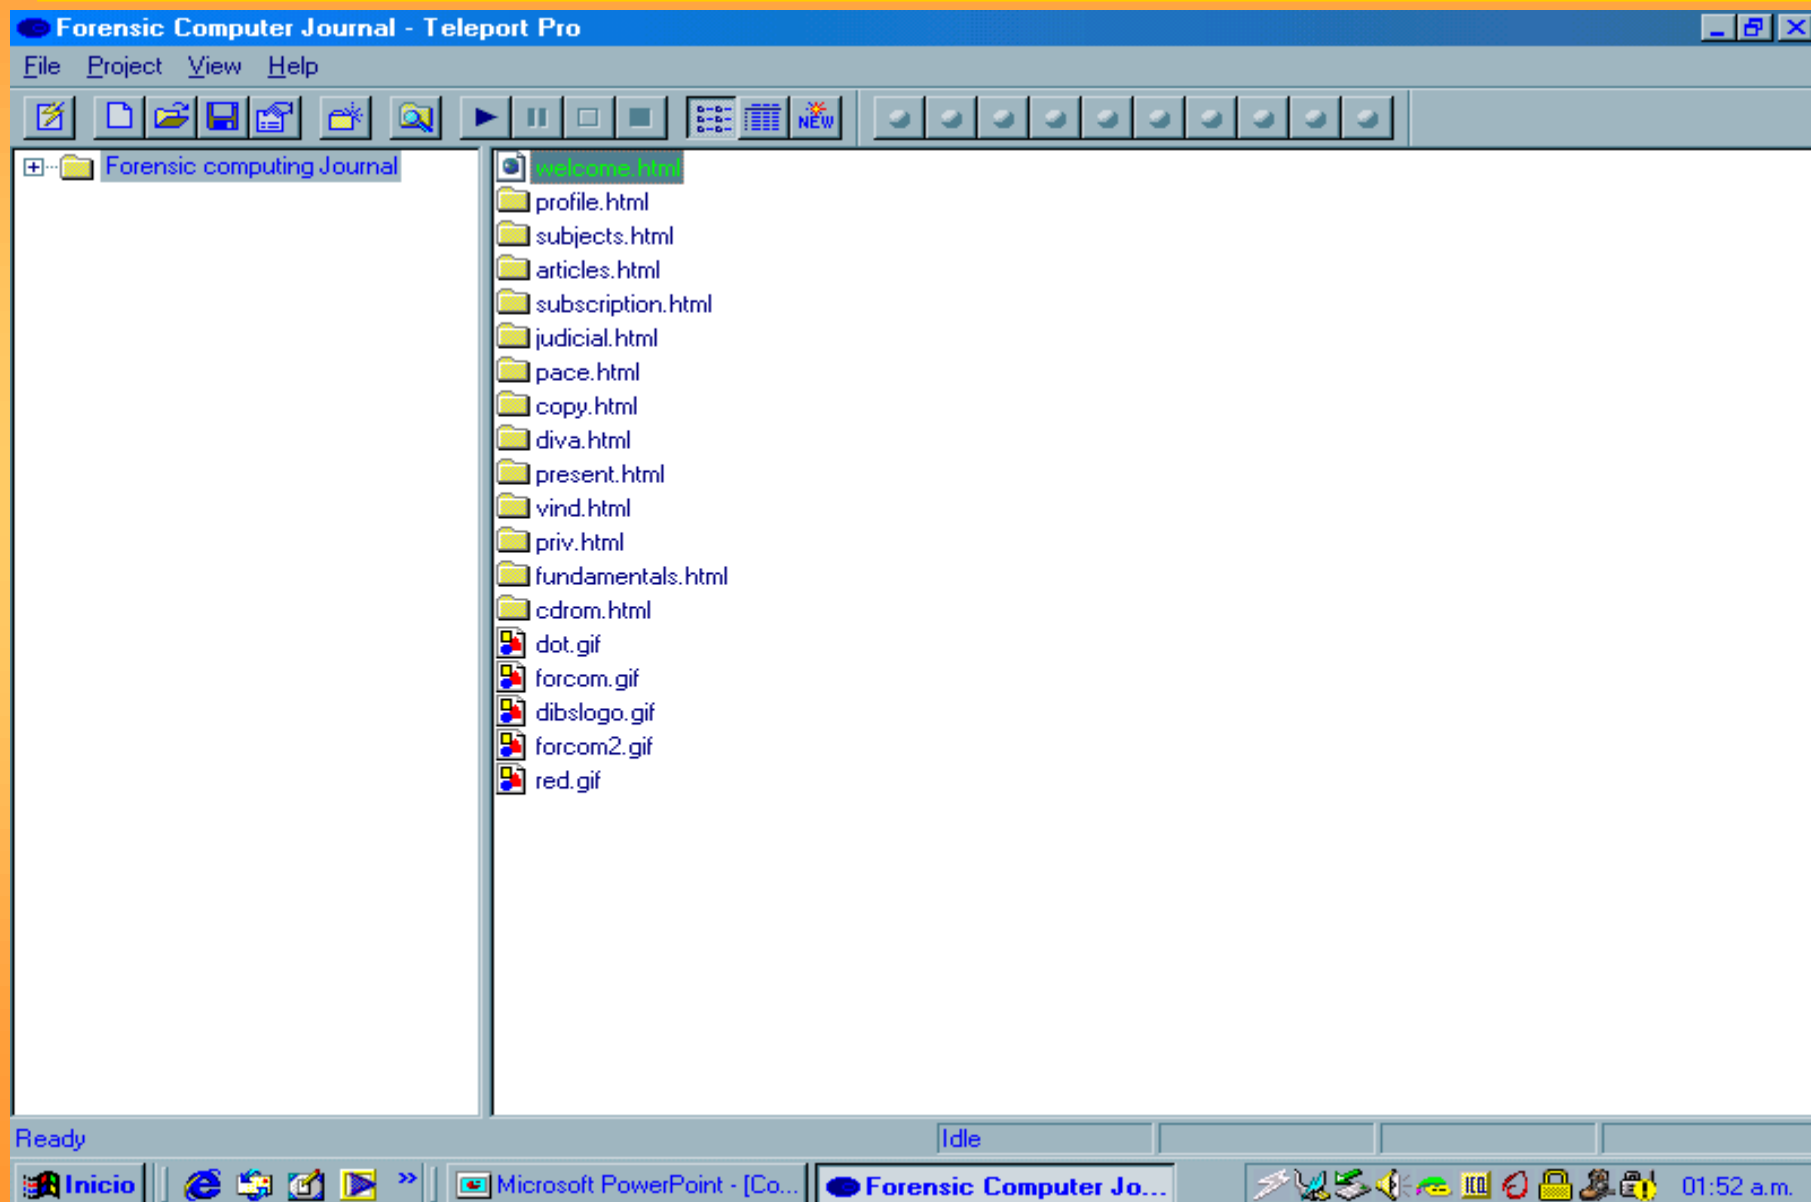 Forensic Computer Journal - Teleport Pro
File Project View Help
NEW
Forensic computing Journal
welcome.html
profile.html
subjects.html
articles.html
subscription.html
judicial.html
pace.html
copy.html
diva.html
present.html
vind.html
priv.html
fundamentals.html
cdrom.html
dot.gif
forcom.gif
dibslogo.gif
forcom2.gif
red.gif
Ready Idle
Inicio » Microsoft PowerPoint - [Co... Forensic Computer Jo... 01:52 a.m.